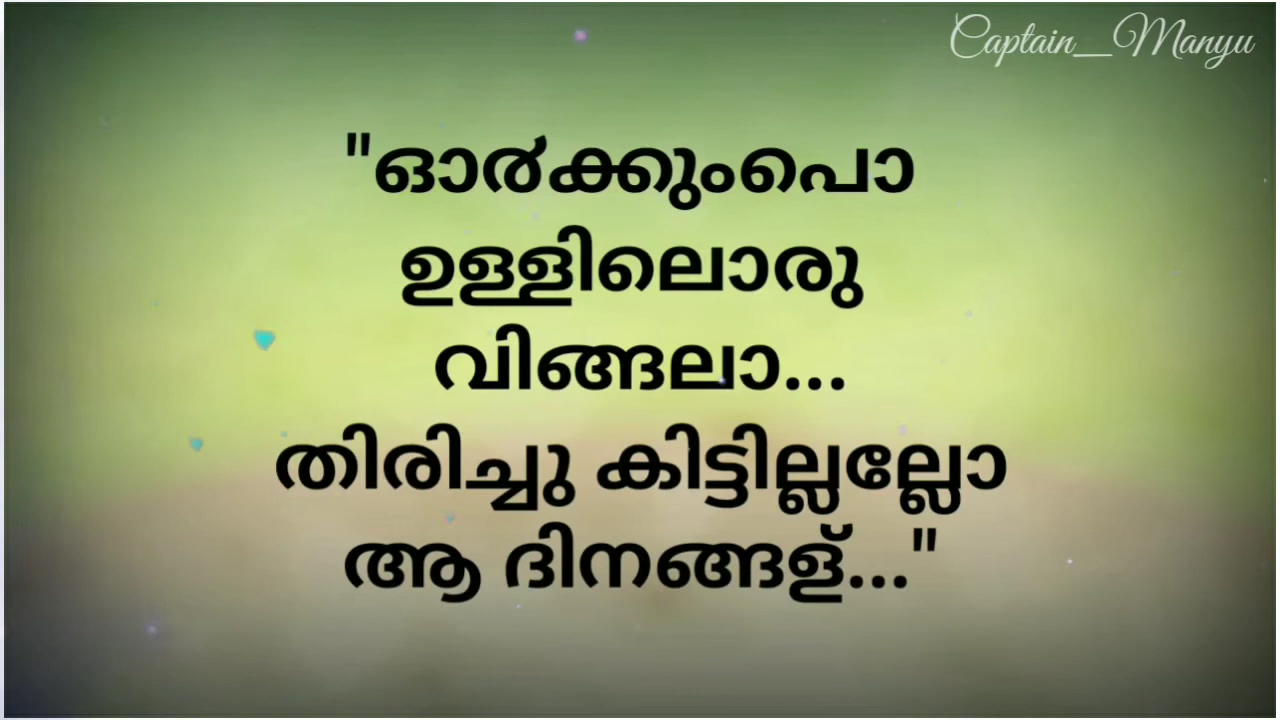 Captain_Manyu
"ഓർക്കുംപൊ
ഉള്ളിലൊരു
വിങ്ങലാ...
തിരിച്ചു കിട്ടില്ലല്ലോ
ആ ദിനങ്ങള്..."